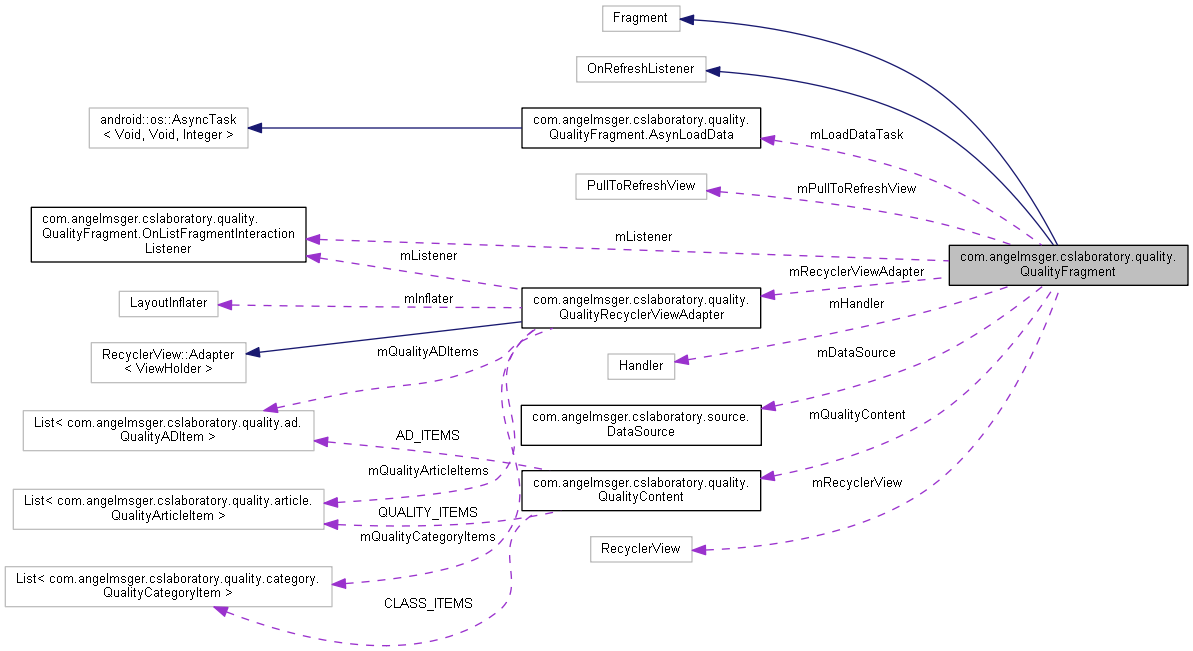 Fragment
OnRefreshListener
android::os::AsyncTask
< Void, Void, Integer >
com.angelmsger.cslaboratory.quality.
QualityFragment.AsynLoadData
mLoadDataTask
PullToRefreshView
mPullToRefreshView
com.angelmsger.cslaboratory.quality.
QualityFragment.OnListFragmentInteraction
Listener
mListener
mListener
com.angelmsger.cslaboratory.quality.
QualityFragment
mRecyclerViewAdapter
LayoutInflater
mInflater
com.angelmsger.cslaboratory.quality.
QualityRecyclerViewAdapter
mHandler
RecyclerView::Adapter
< ViewHolder >
mQualityADItems
Handler
mDataSource
List< com.angelmsger.cslaboratory.quality.ad.
QualityADItem >
AD_ITEMS
com.angelmsger.cslaboratory.source.
DataSource
mQualityContent
mQualityArticleItems
com.angelmsger.cslaboratory.quality.
QualityContent
mRecyclerView
List< com.angelmsger.cslaboratory.quality.article.
QualityArticleItem >
QUALITY_ITEMS
mQualityCategoryItems
RecyclerView
List< com.angelmsger.cslaboratory.quality.category.
QualityCategoryItem >
CLASS_ITEMS